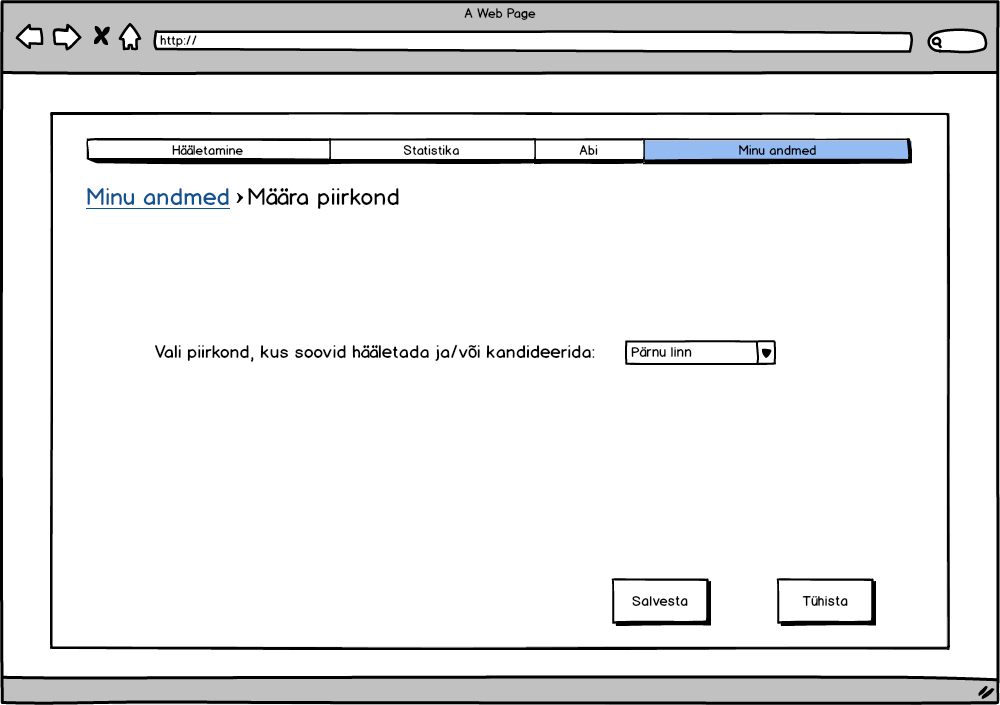 A Web Page
http://
Hääletamine Statistika Abi Minu andmed
Minu andmed › Määra piirkond
Vali piirkond, kus soovid hääletada ja/või kandideerida: Pärnu linn
Salvesta Tühista